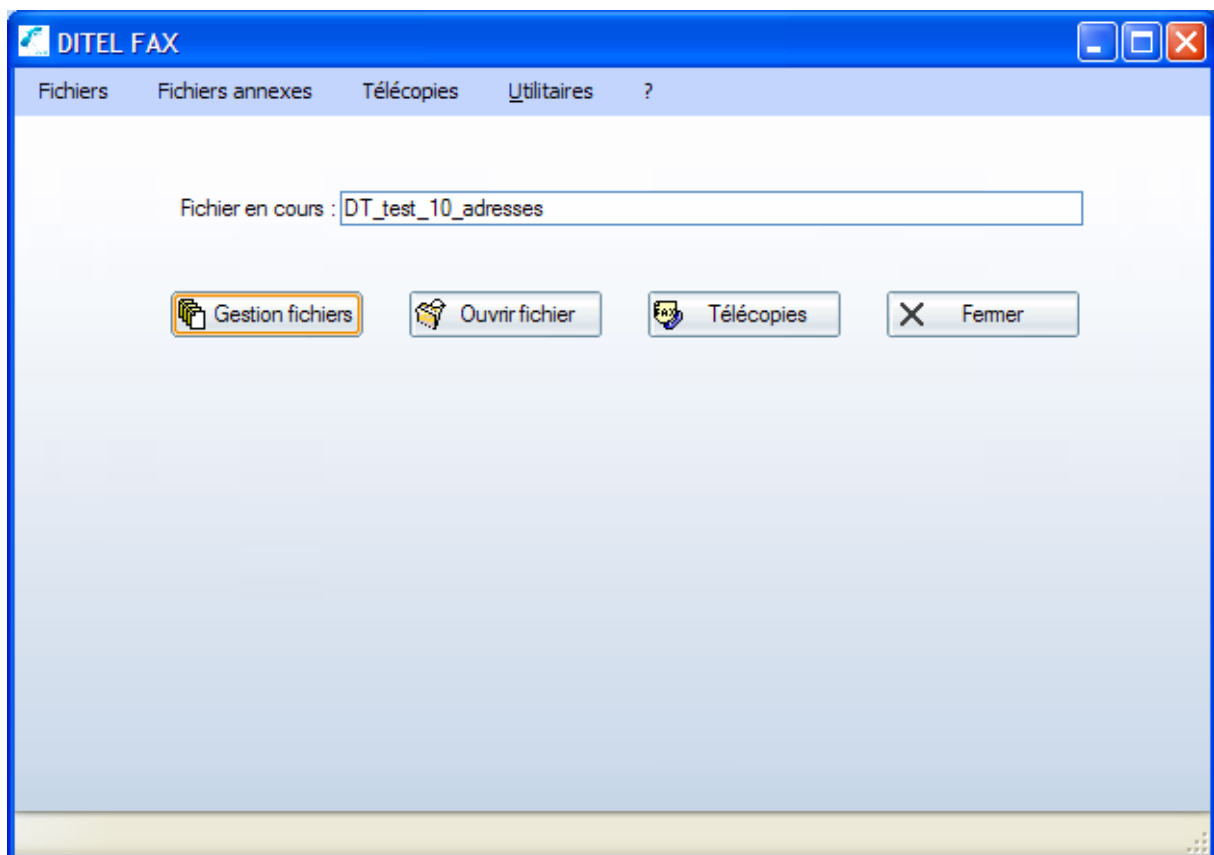 DITEL FAX
Fichiers Fichiers annexes Télécopies Utilitaires ?
Fichier en cours : DT_test_10_adresses
Gestion fichiers Ouvrir fichier Télécopies Fermer